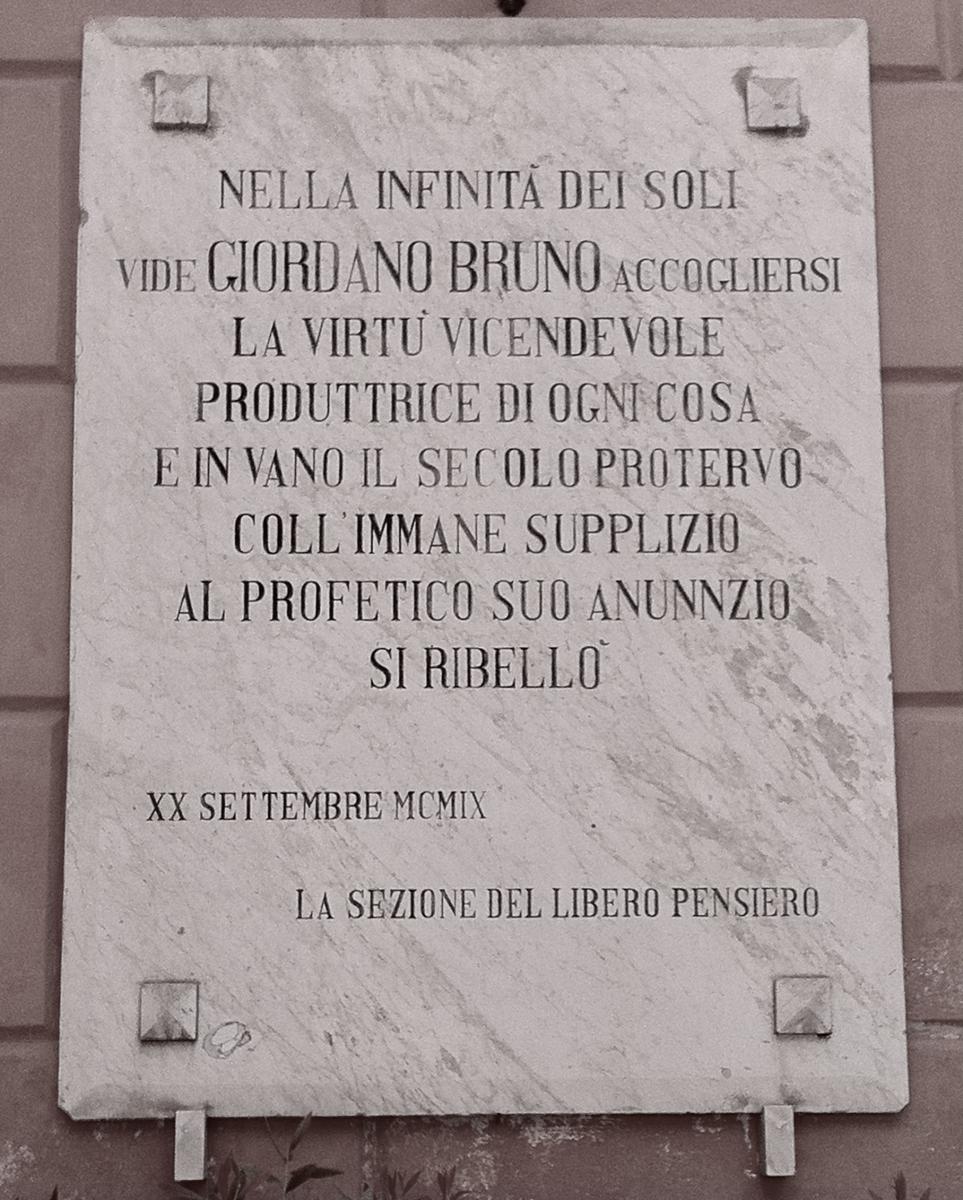 NELLA INFINITÀ DEI SOLI
VIDE GIORDANO BRUNO ACCOGLIERSI
LA VIRTÙ VICENDEVOLE
PRODUTTRICE DI OGNI COSA
E IN VANO IL SECOLO PROTERVO
COLL'IMMANE SUPPLIZIO
AL PROFETICO SUO ANUNNZIO
SI RIBELLÒ
XX SETTEMBRE MCMIX
LA SEZIONE DEL LIBERO PENSIERO